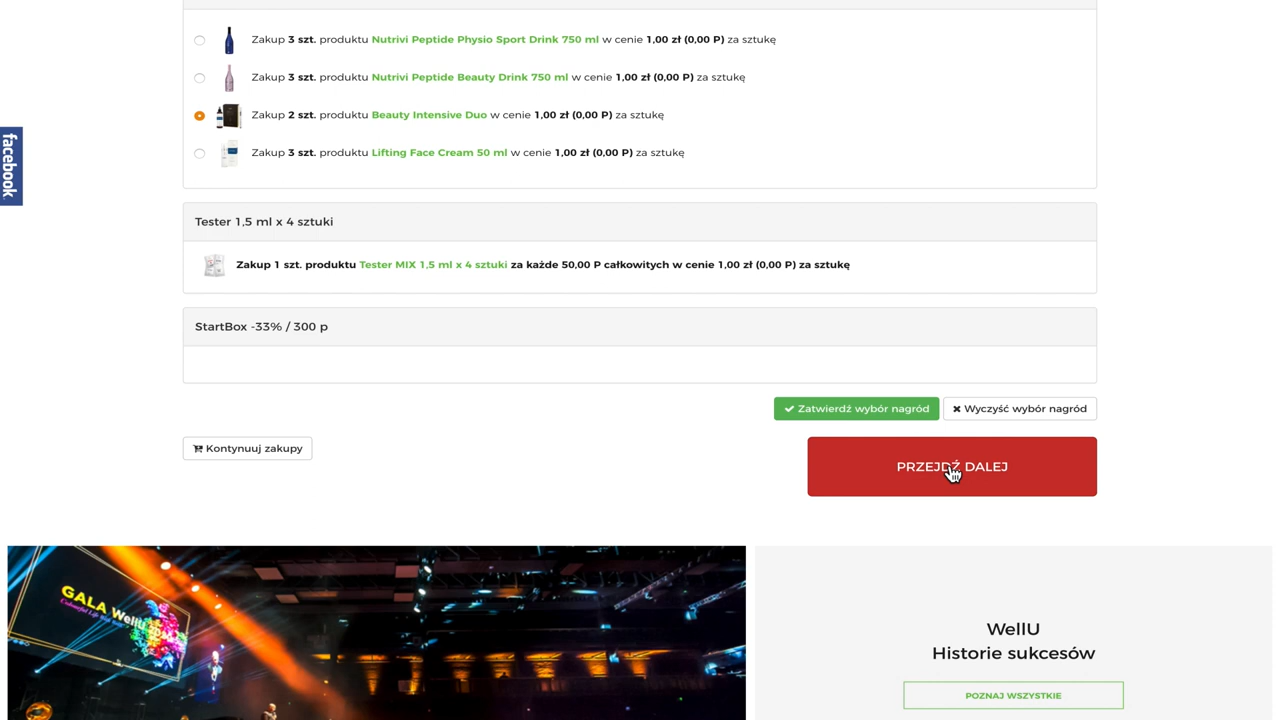 Zakup 3 szt. produktu Nutrivi Peptide Physio Sport Drink 750 ml w cenie 1,00 zł (0,00 P) za sztukę
Zakup 3 szt. produktu Nutrivi Peptide Beauty Drink 750 ml w cenie 1,00 zł (0,00 P) za sztukę
Zakup 2 szt. produktu Beauty Intensive Duo w cenie 1,00 zł (0,00 P) za sztukę
Zakup 3 szt. produktu Lifting Face Cream 50 ml w cenie 1,00 zł (0,00 P) za sztukę
facebook
Tester 1,5 ml x 4 sztuki
Zakup 1 szt. produktu Tester MIX 1,5 ml x 4 sztuki za każde 50,00 P całkowitych w cenie 1,00 zł (0,00 P) za sztukę
StartBox -33% / 300 p
Zatwierdź wybór nagród
Wyczyść wybór nagród
Kontynuuj zakupy
PRZEJDŹ DALEJ
GALA WellU
WellU
Historie sukcesów
POZNAJ WSZYSTKIE